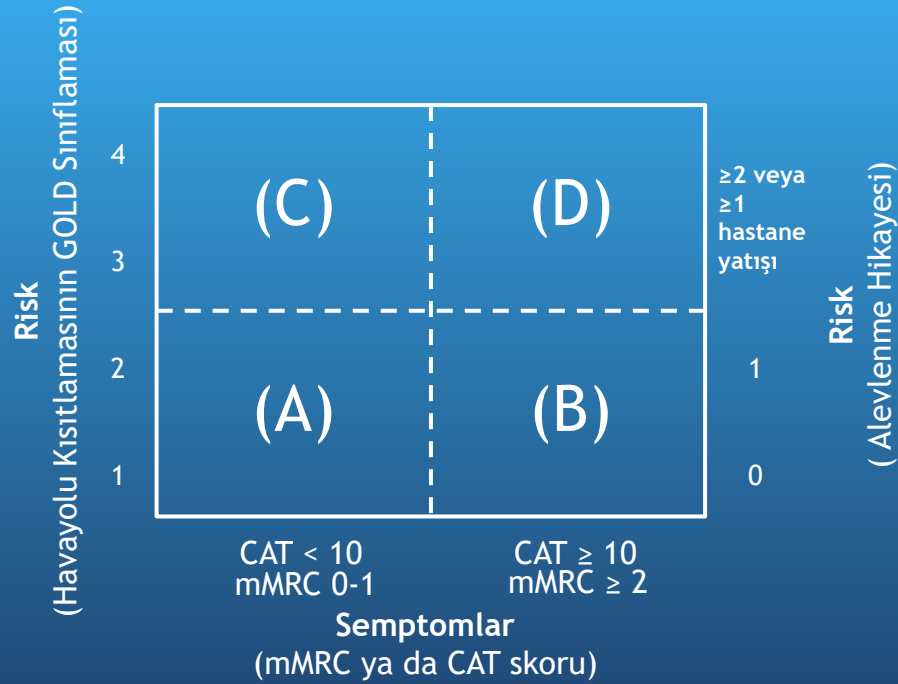 Risk
(Havayolu Kısıtlamasının GOLD Sınıflaması)
4
3
2
1
(C)
(D)
(A)
(B)
≥2 veya
≥1
hastane
yatışı
1
0
Risk
( Alevlenme Hikayesi)
CAT < 10
mMRC 0-1
CAT ≥ 10
mMRC ≥ 2
Semptomlar
(mMRC ya da CAT skoru)